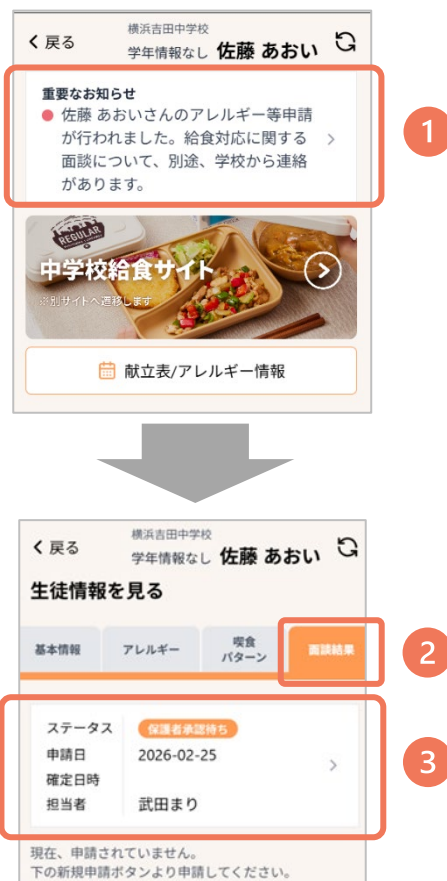 横浜吉田中学校
戻る 学年情報なし 佐藤 あおい
重要なお知らせ
佐藤 あおいさんのアレルギー等申請
が行われました。給食対応に関する
面談について、別途、学校から連絡
があります。
1
REGULAR
中学校給食サイト
※別サイトへ遷移します
献立表/アレルギー情報
横浜吉田中学校
戻る 学年情報なし 佐藤 あおい
生徒情報を見る
基本情報 アレルギー 喫食
パターン 面談結果
2
ステータス 保護者承認待ち
申請日 2026-02-25
確定日時
担当者 武田まり
3
現在、申請されていません。
下の新規申請ボタンより申請してください。